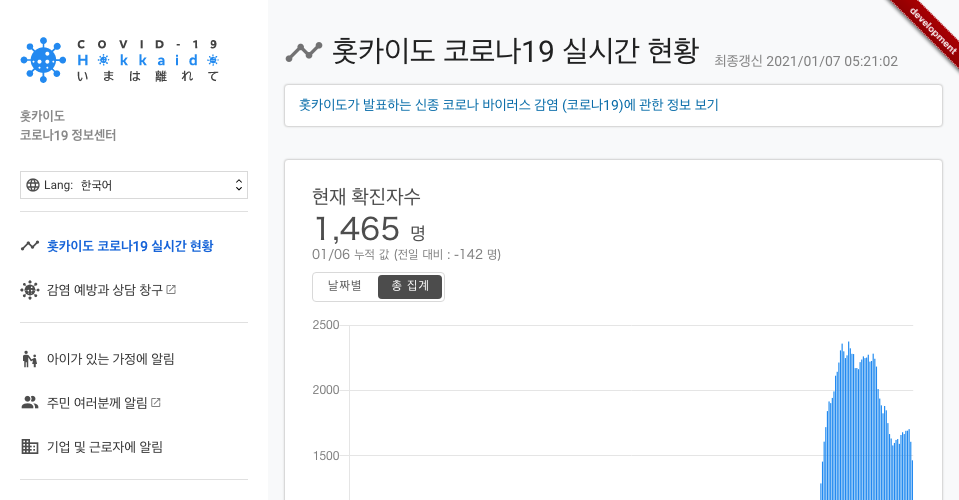 COVID-19
Hokkaido
いまは離れて
홋카이도
코로나19 정보센터
Lang: 한국어
홋카이도 코로나19 실시간 현황
감염 예방과 상담 창구
아이가 있는 가정에 알림
주민 여러분께 알림
기업 및 근로자에 알림
홋카이도 코로나19 실시간 현황
최종갱신 2021/01/07 05:21:02
development
홋카이도가 발표하는 신종 코로나 바이러스 감염 (코로나19)에 관한 정보 보기
현재 확진자수
1,465 명
01/06 누적 값 (전일 대비 : -142 명)
날짜별 총 집계
2500
2000
1500